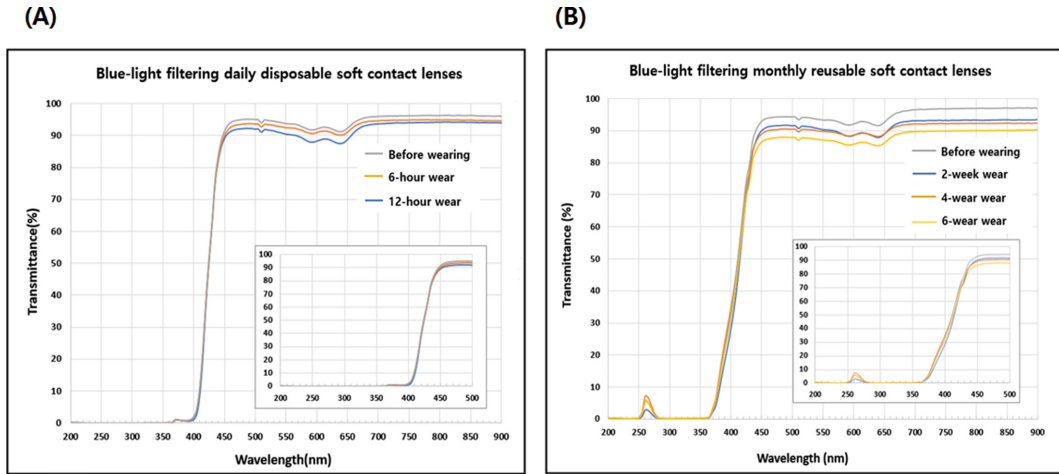 (A)
Blue-light filtering daily disposable soft contact lenses
100
90
80
70
60
50
40
30
20
10
0
Transmittance(%)
Before wearing
6-hour wear
12-hour wear
100
90
80
70
60
50
40
30
20
10
0
200 250 300 350 400 450 500
200 250 300 350 400 450 500 550 600 650 700 750 800 850 900
Wavelength(nm)
(B)
Blue-light filtering monthly reusable soft contact lenses
100
90
80
70
60
50
40
30
20
10
0
Transmittance (%)
Before wearing
2-week wear
4-wear wear
6-wear wear
100
90
80
70
60
50
40
30
20
10
0
200 250 300 350 400 450 500
200 250 300 350 400 450 500 550 600 650 700 750 800 850 900
Wavelength (nm)